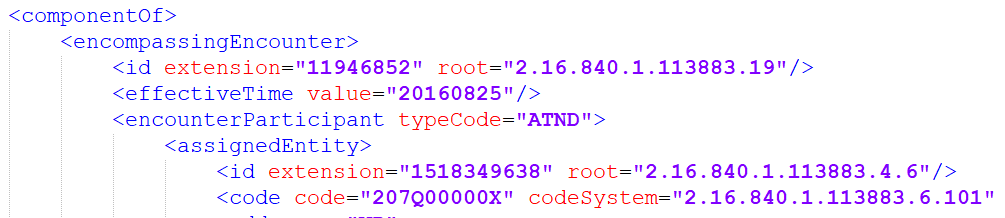 <componentOf>
<encompassingEncounter>
<id extension="11946852" root="2.16.840.1.113883.19"/>
<effectiveTime value="20160825"/>
<encounterParticipant typeCode="ATND">
<assignedEntity>
<id extension="1518349638" root="2.16.840.1.113883.4.6"/>
<code code="207Q00000X" codeSystem="2.16.840.1.113883.6.101"